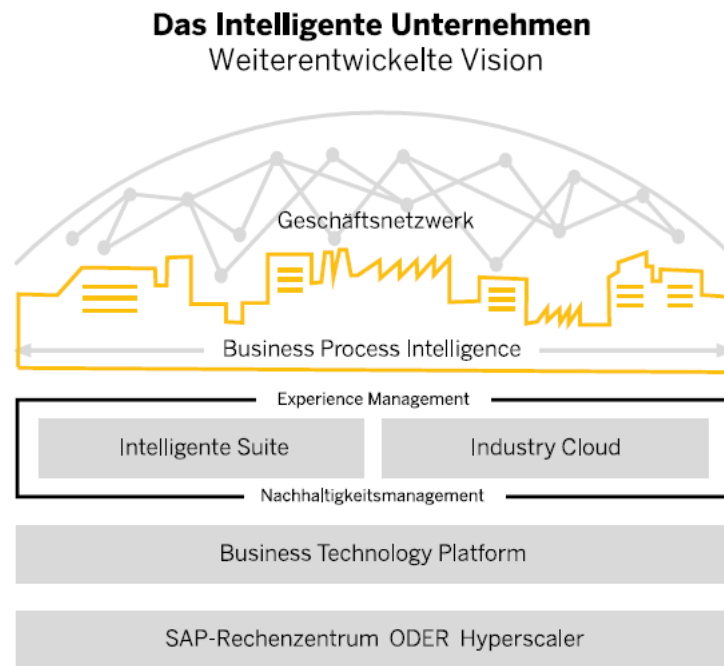 Das Intelligente Unternehmen
Weiterentwickelte Vision
Geschäftsnetzwerk
Business Process Intelligence
Experience Management
Intelligente Suite
Industry Cloud
Nachhaltigkeitsmanagement
Business Technology Platform
SAP-Rechenzentrum ODER Hyperscaler